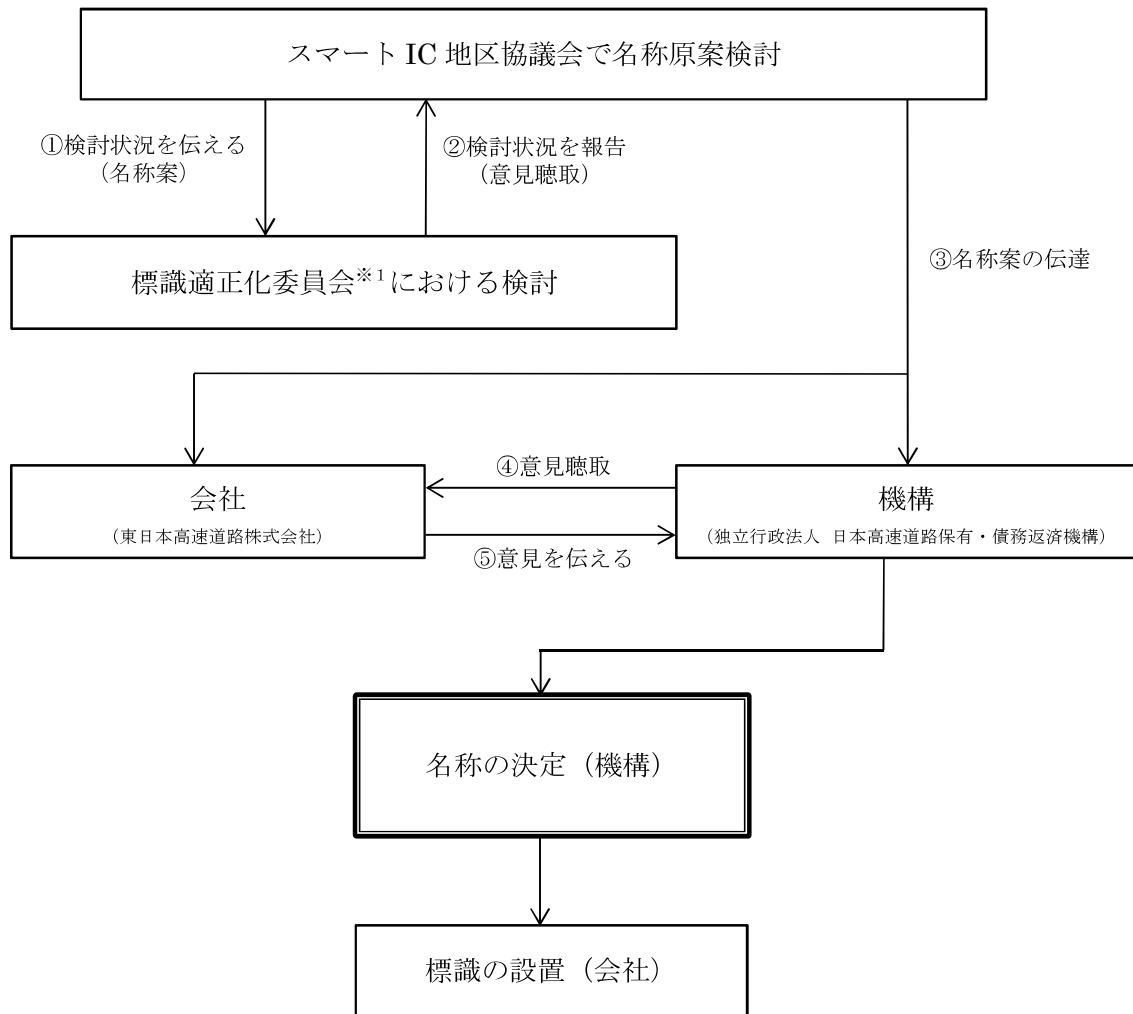 スマート IC 地区協議会で名称原案検討
①検討状況を伝える
（名称案）
②検討状況を報告
（意見聴取）
標識適正化委員会※1における検討
③名称案の伝達
会社
（東日本高速道路株式会社）
④意見聴取
⑤意見を伝える
機構
（独立行政法人 日本高速道路保有・債務返済機構）
名称の決定（機構）
標識の設置（会社）